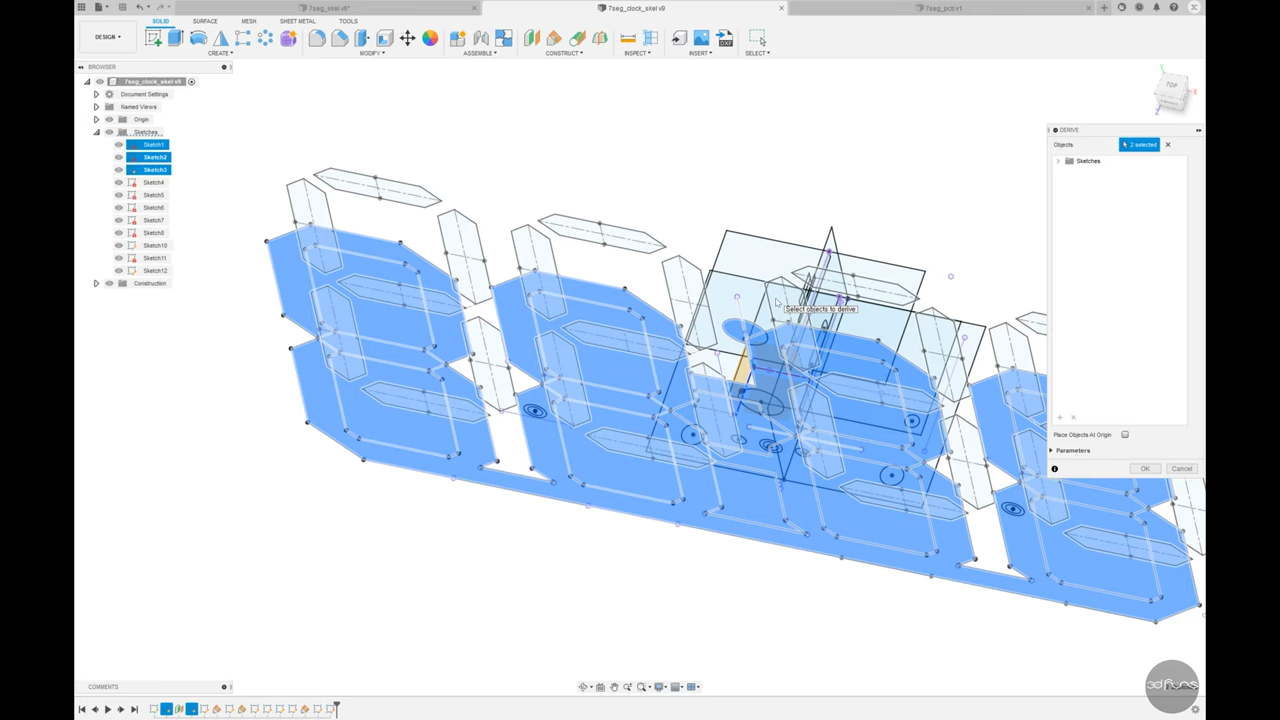 7seg_skel v6*
7seg_clock_skel v9
7seg_pcb v1
SOLID
SURFACE
MESH
SHEET METAL
TOOLS
DESIGN
CREATE
MODIFY
ASSEMBLE
CONSTRUCT
INSPECT
INSERT
SELECT
BROWSER
7seg_clock_skel v9
Document Settings
Named Views
Origin
Sketches
Sketch1
Sketch2
Sketch3
Sketch4
Sketch5
Sketch6
Sketch7
Sketch8
Sketch10
Sketch11
Sketch12
Construction
TOP
DERIVE
Objects
2 selected
Sketches
Place Objects At Origin
Parameters
OK
Cancel
Select objects to derive
COMMENTS